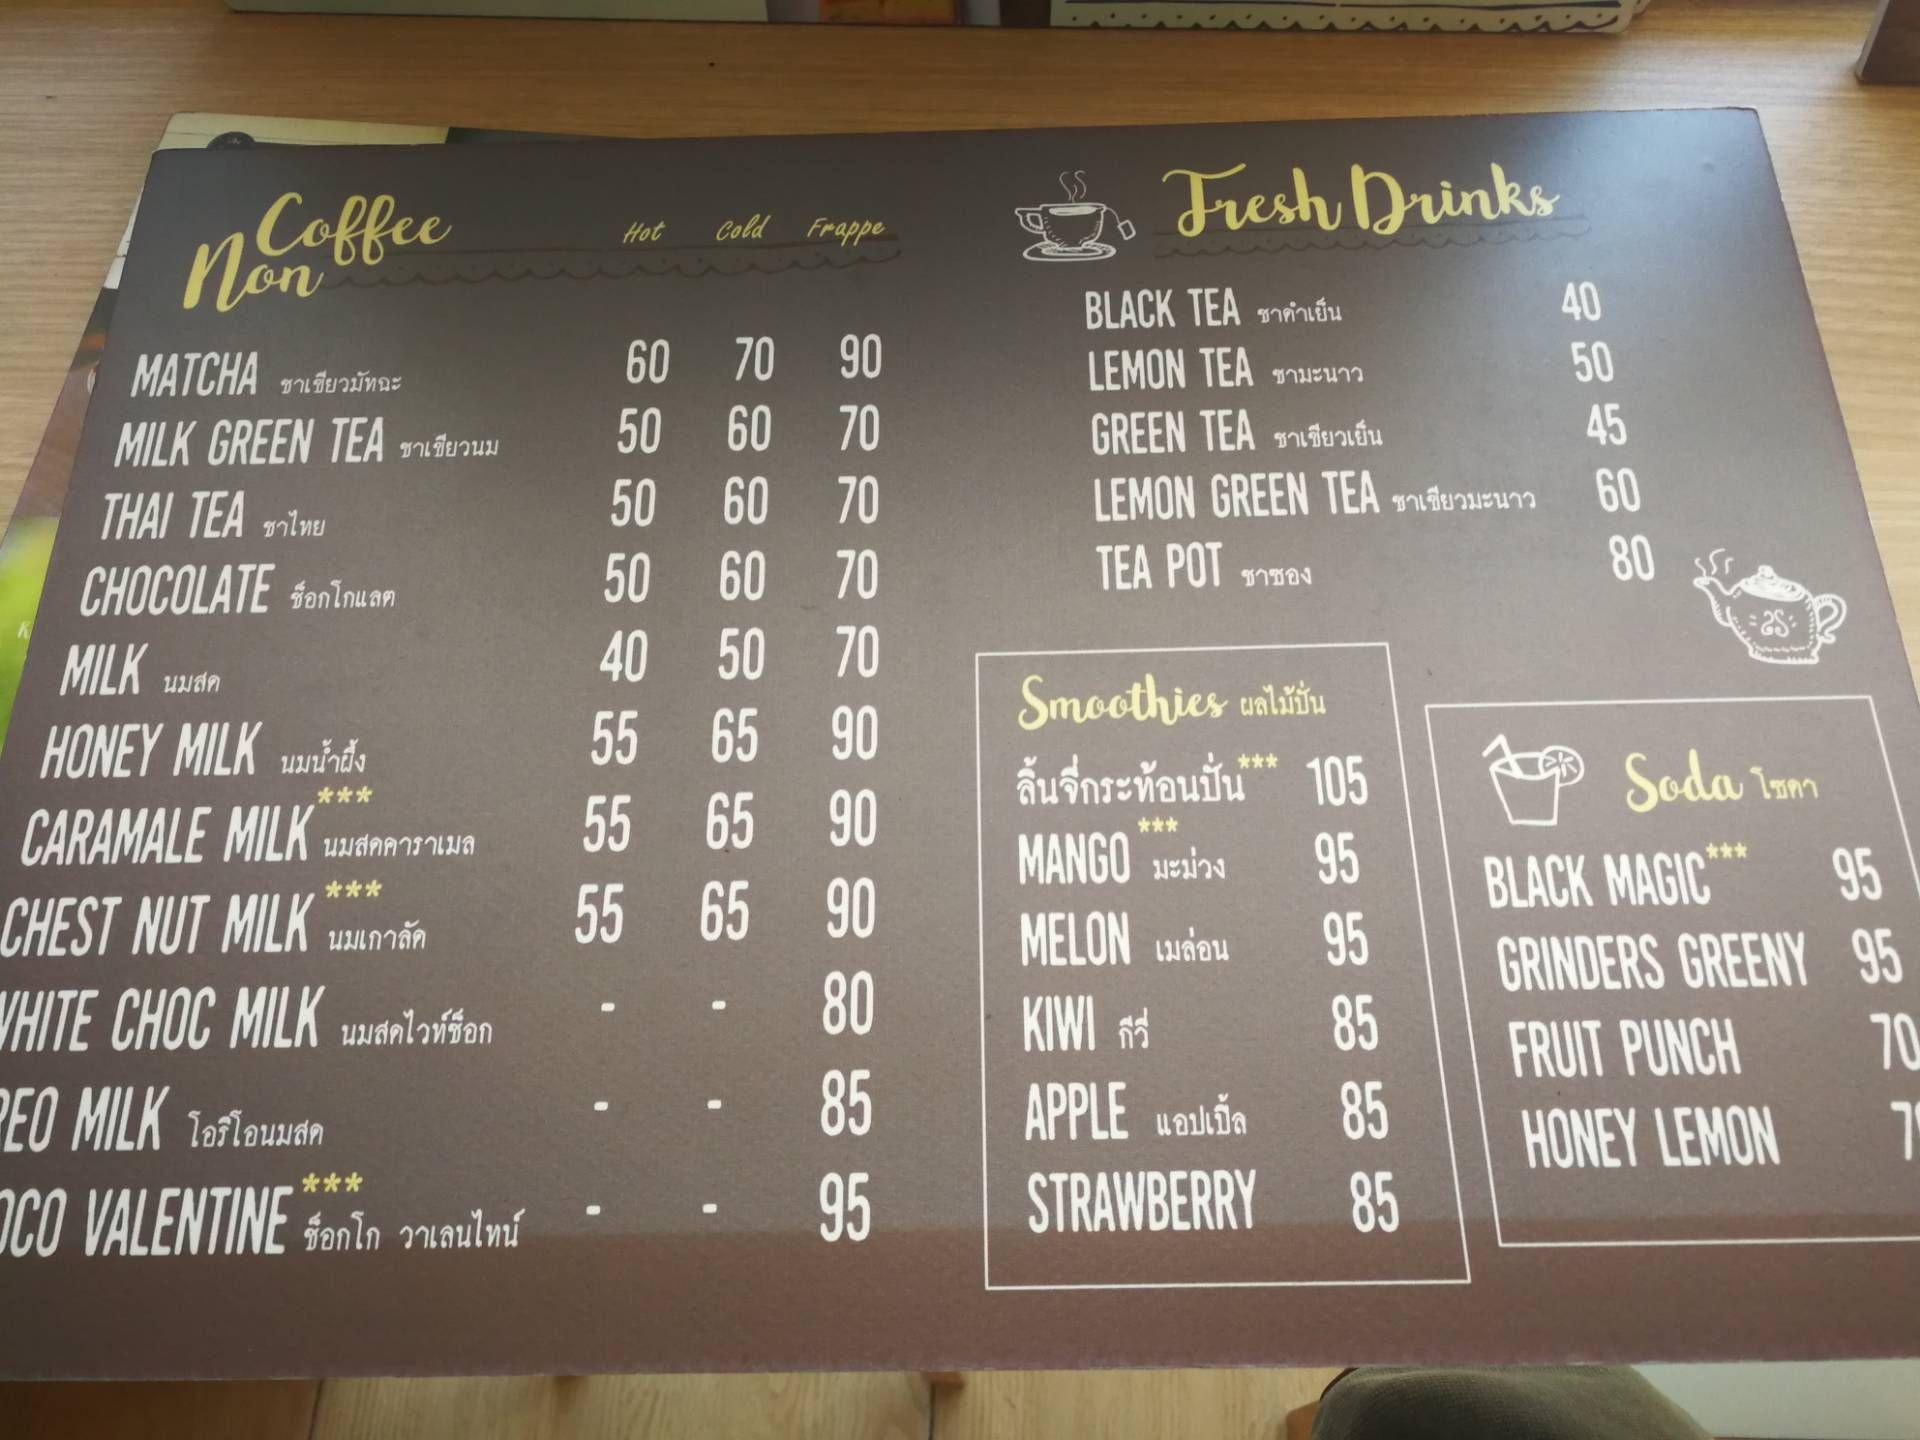 Non Coffee Hot Cold Frappe
MATCHA ชาเขียวมัทฉะ 60 70 90
MILK GREEN TEA ชาเขียวนม 50 60 70
THAI TEA ชาไทย 50 60 70
CHOCOLATE ช็อกโกแลต 50 60 70
MILK นมสด 40 50 70
HONEY MILK นมน้ำผึ้ง 55 65 90
CARAMALE MILK *** นมสดคาราเมล 55 65 90
CHEST NUT MILK *** นมเกาลัด 55 65 90
WHITE CHOC MILK นมสดไวท์ช็อก - - 80
REO MILK โอริโอนมสด - - 85
OCO VALENTINE *** ช็อกโก วาเลนไทน์ - - 95
Fresh Drinks
BLACK TEA ชาดำเย็น 40
LEMON TEA ชามะนาว 50
GREEN TEA ชาเขียวเย็น 45
LEMON GREEN TEA ชาเขียวมะนาว 60
TEA POT ชาซอง 80
Smoothies ผลไม้ปั่น
ลิ้นจี่กระท้อนปั่น *** 105
MANGO *** มะม่วง 95
MELON เมล่อน 95
KIWI กีวี่ 85
APPLE แอปเปิ้ล 85
STRAWBERRY 85
Soda โซดา
BLACK MAGIC *** 95
GRINDERS GREENY 95
FRUIT PUNCH 70
HONEY LEMON